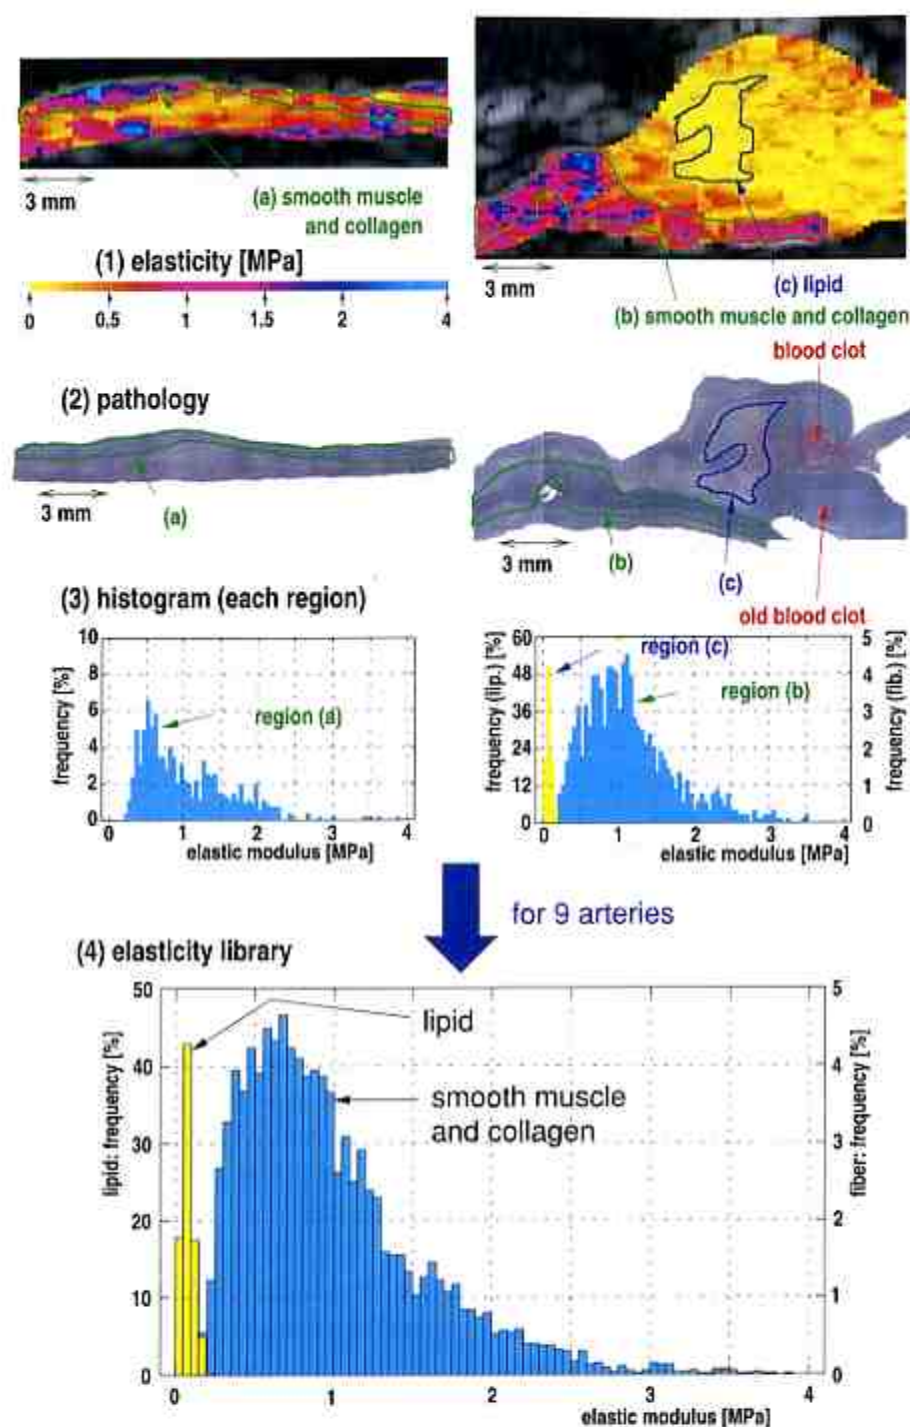 3 mm
(a) smooth muscle
and collagen
(1) elasticity [MPa]
0 0.5 1 1.5 2 4
3 mm
(c) lipid
(b) smooth muscle and collagen
blood clot
(2) pathology
3 mm
(a)
3 mm
(b)
(c)
old blood clot
(3) histogram (each region)
frequency [%]
10
8
6
4
2
0
region (a)
0 1 2 3 4
elastic modulus [MPa]
frequency (lip.) [%]
60
48
36
24
12
0
region (c)
region (b)
5
4
3
2
1
0
frequency (fib.) [%]
0 1 2 3 4
elastic modulus [MPa]
for 9 arteries
(4) elasticity library
lipid: frequency [%]
50
40
30
20
10
0
lipid
smooth muscle
and collagen
5
4
3
2
1
0
fiber: frequency [%]
0 1 2 3 4
elastic modulus [MPa]